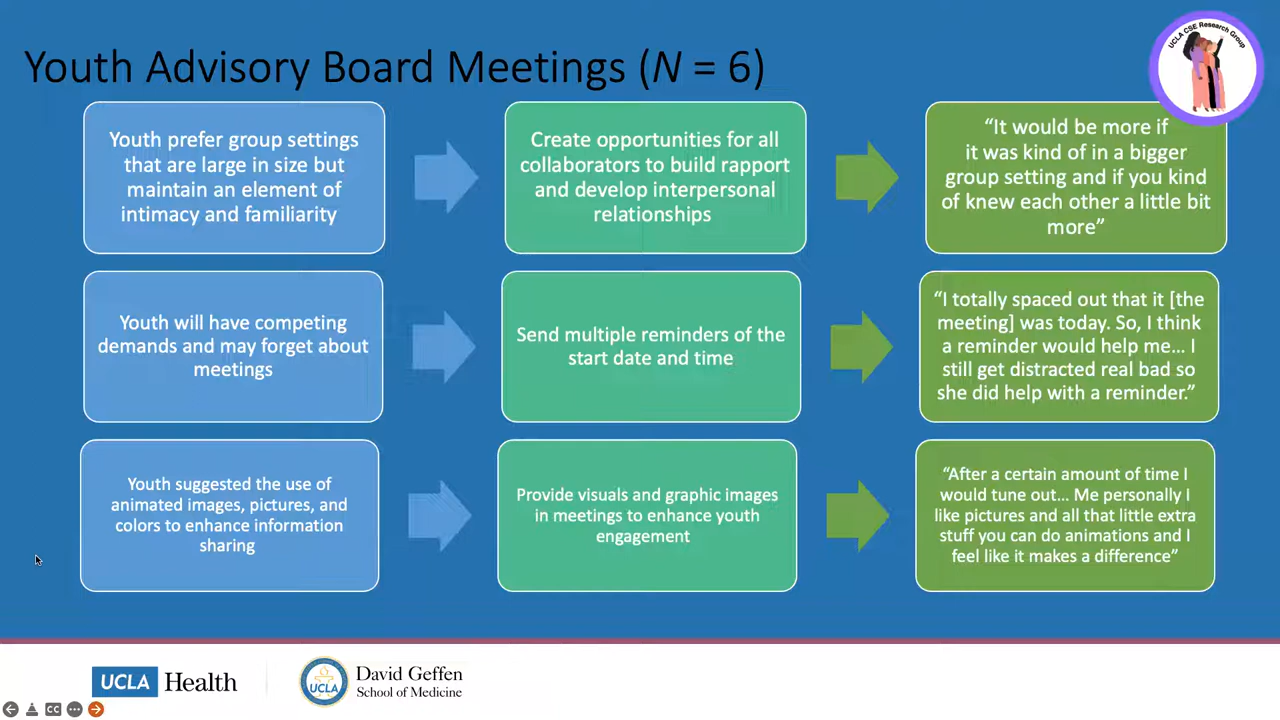 Youth Advisory Board Meetings (N = 6)
UCLA CSE Research Group
Youth prefer group settings
that are large in size but
maintain an element of
intimacy and familiarity
Create opportunities for all
collaborators to build rapport
and develop interpersonal
relationships
“It would be more if
it was kind of in a bigger
group setting and if you kind
of knew each other a little bit
more”
Youth will have competing
demands and may forget about
meetings
Send multiple reminders of the
start date and time
“I totally spaced out that it [the
meeting] was today. So, I think
a reminder would help me… I
still get distracted real bad so
she did help with a reminder.”
Youth suggested the use of
animated images, pictures, and
colors to enhance information
sharing
Provide visuals and graphic images
in meetings to enhance youth
engagement
“After a certain amount of time I
would tune out… Me personally I
like pictures and all that little extra
stuff you can do animations and I
feel like it makes a difference”
UCLA Health
UCLA
David Geffen
School of Medicine
CC